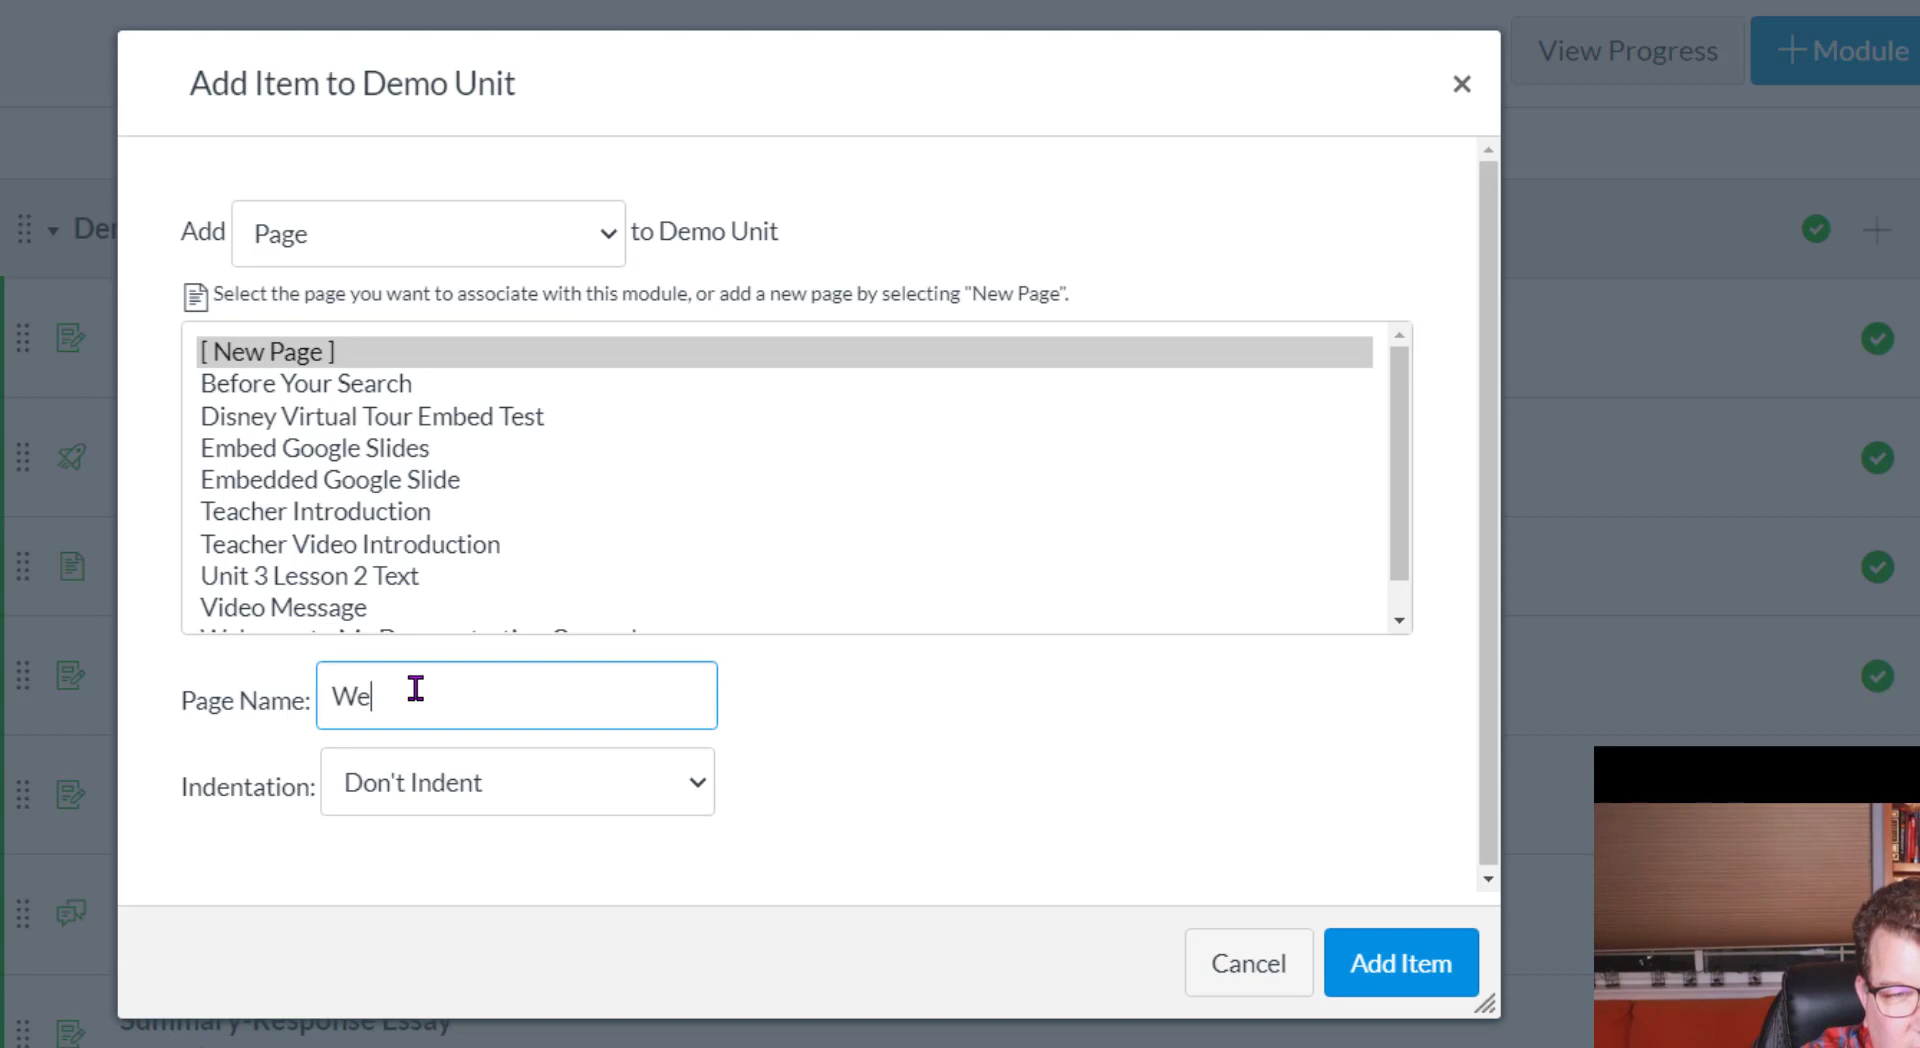 View Progress
Module
Add Item to Demo Unit
Add Page to Demo Unit
Select the page you want to associate with this module, or add a new page by selecting "New Page".
[ New Page ]
Before Your Search
Disney Virtual Tour Embed Test
Embed Google Slides
Embedded Google Slide
Teacher Introduction
Teacher Video Introduction
Unit 3 Lesson 2 Text
Video Message
Page Name: We
Indentation: Don't Indent
Cancel
Add Item
Summary-Response Essay